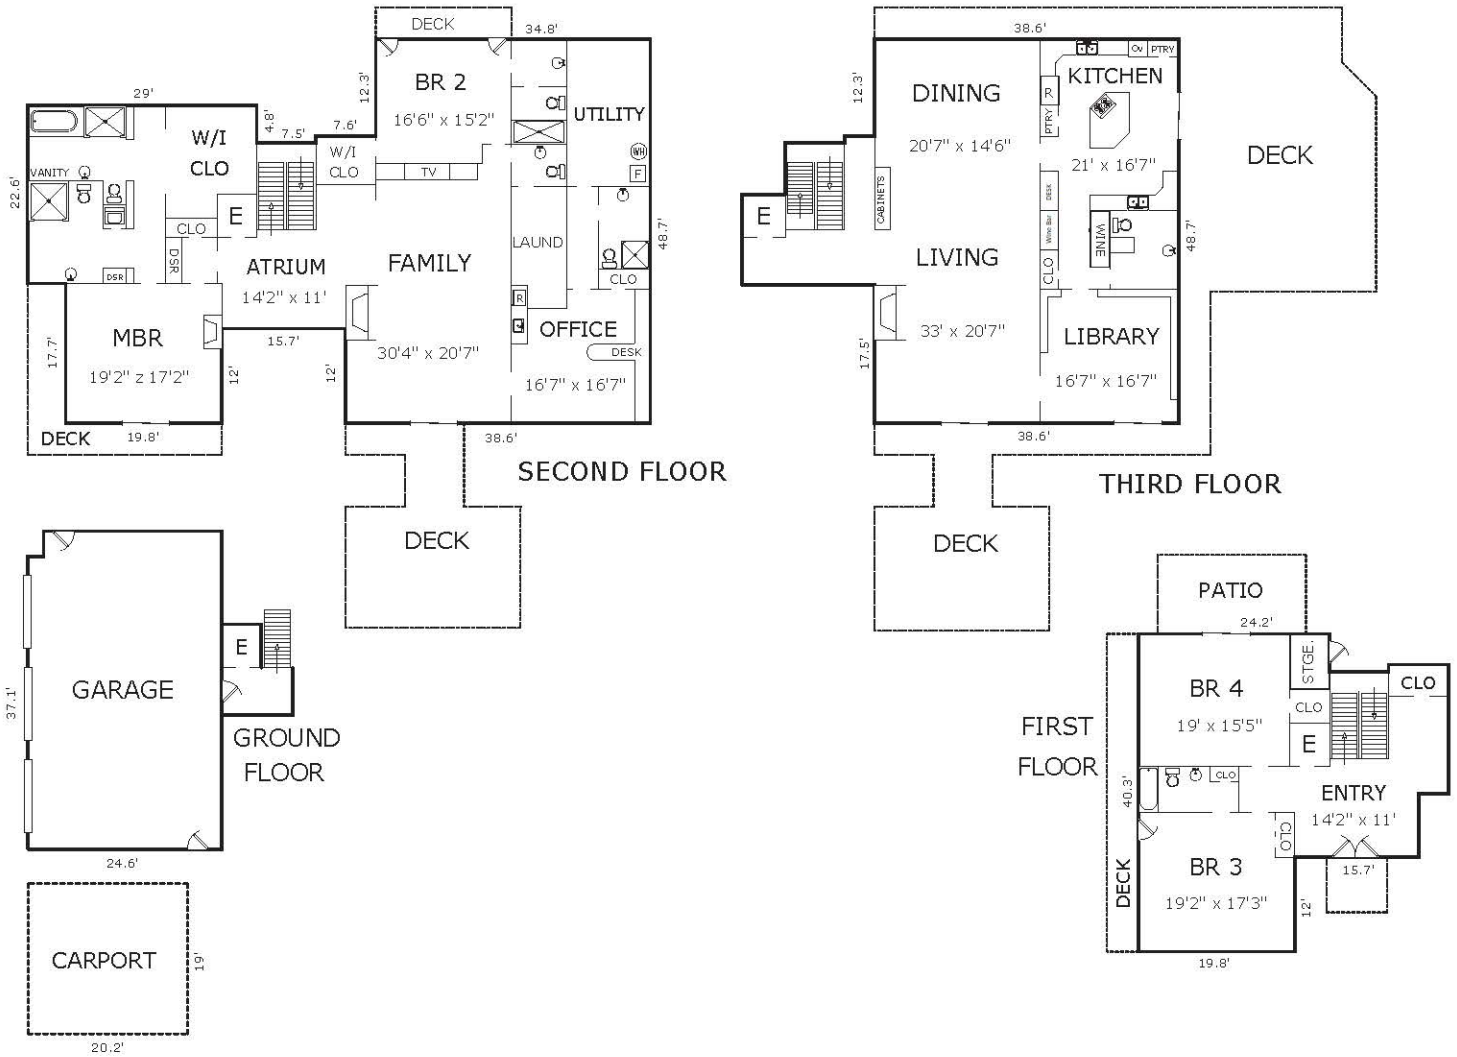 DECK
34.8'
12.3'
BR 2
16'6" x 15'2"
UTILITY
29'
4.8'
7.5'
7.6'
W/I
CLO
W/I
CLO
TV
WH
F
VANITY
22.6'
E
CLO
DSR
DSR
ATRIUM
14'2" x 11'
FAMILY
30'4" x 20'7"
LAUND
48.7'
CLO
R
OFFICE
DESK
16'7" x 16'7"
MBR
19'2" z 17'2"
17.7'
15.7'
12'
12'
DECK
19.8'
38.6'
SECOND FLOOR
DECK
38.6'
12.3'
DINING
20'7" x 14'6"
KITCHEN
Ov
PTRY
R
PTRY
21' x 16'7"
DECK
E
CABINETS
DESK
Wine Bar
CLO
WINE
48.7'
LIVING
33' x 20'7"
LIBRARY
16'7" x 16'7"
17.5'
38.6'
THIRD FLOOR
DECK
GARAGE
37.1'
24.6'
E
GROUND
FLOOR
CARPORT
19'
20.2'
PATIO
24.2'
STGE.
BR 4
19' x 15'5"
CLO
CLO
E
FIRST
FLOOR
CLO
ENTRY
14'2" x 11'
40.3'
CLO
BR 3
19'2" x 17'3"
DECK
15.7'
12'
19.8'